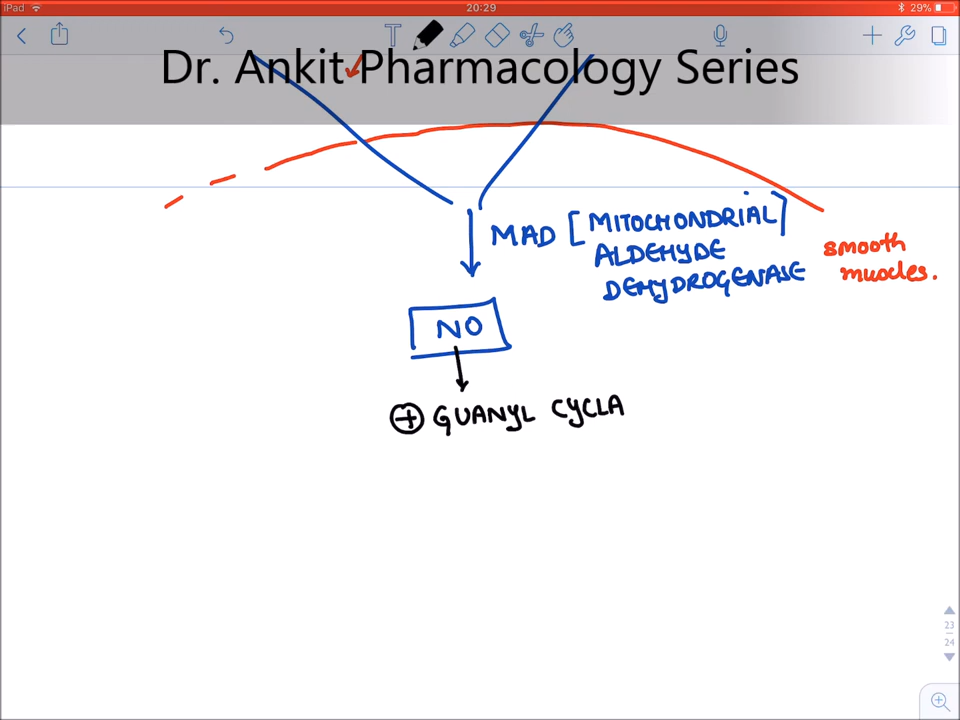 iPad 20:29 29%
T
Dr. Ankit Pharmacology Series
MAD [MITOCHONDRIAL]
ALDEHYDE
DEHYDROGENASE
smooth
muscles.
NO
+ GUANYL CYCLA
23
24